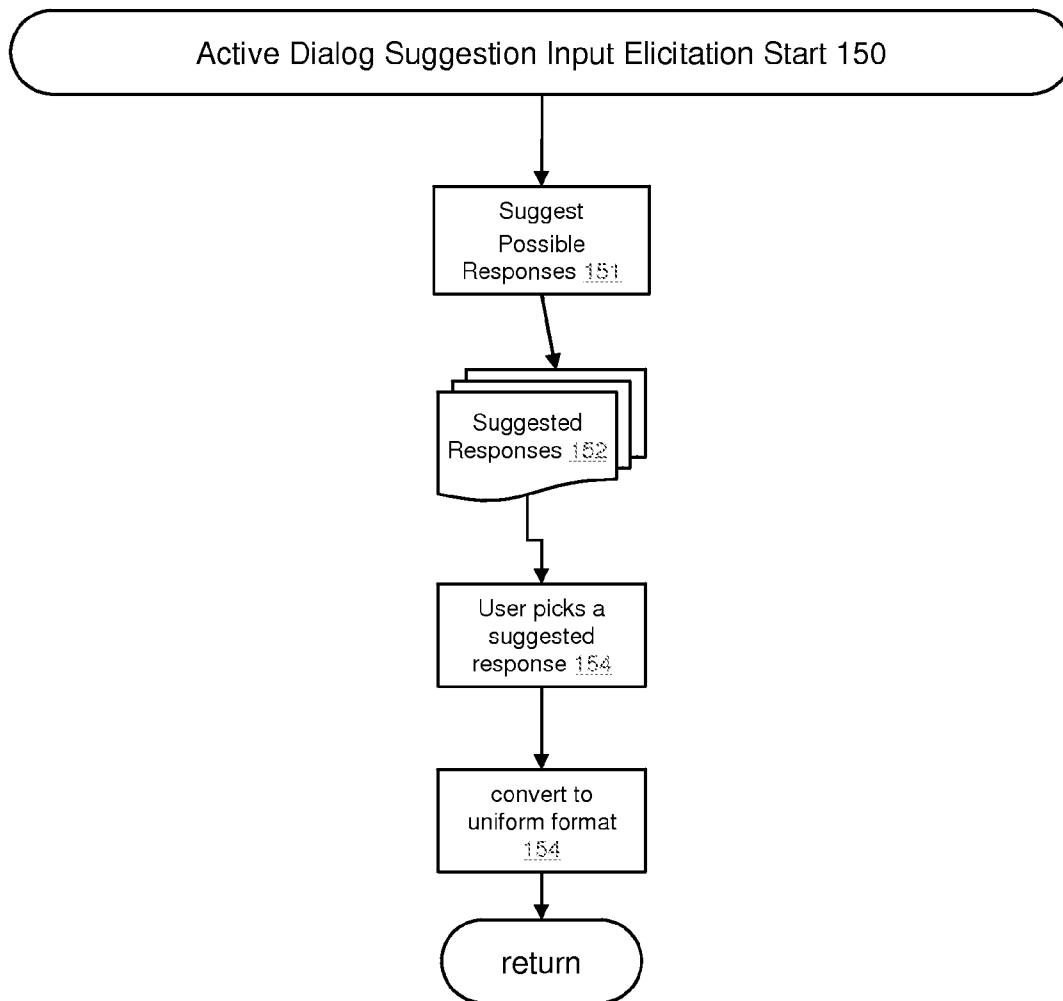 Active Dialog Suggestion Input Elicitation Start 150
Suggest
Possible
Responses 151
Suggested
Responses 152
User picks a
suggested
response 154
convert to
uniform format
154
return